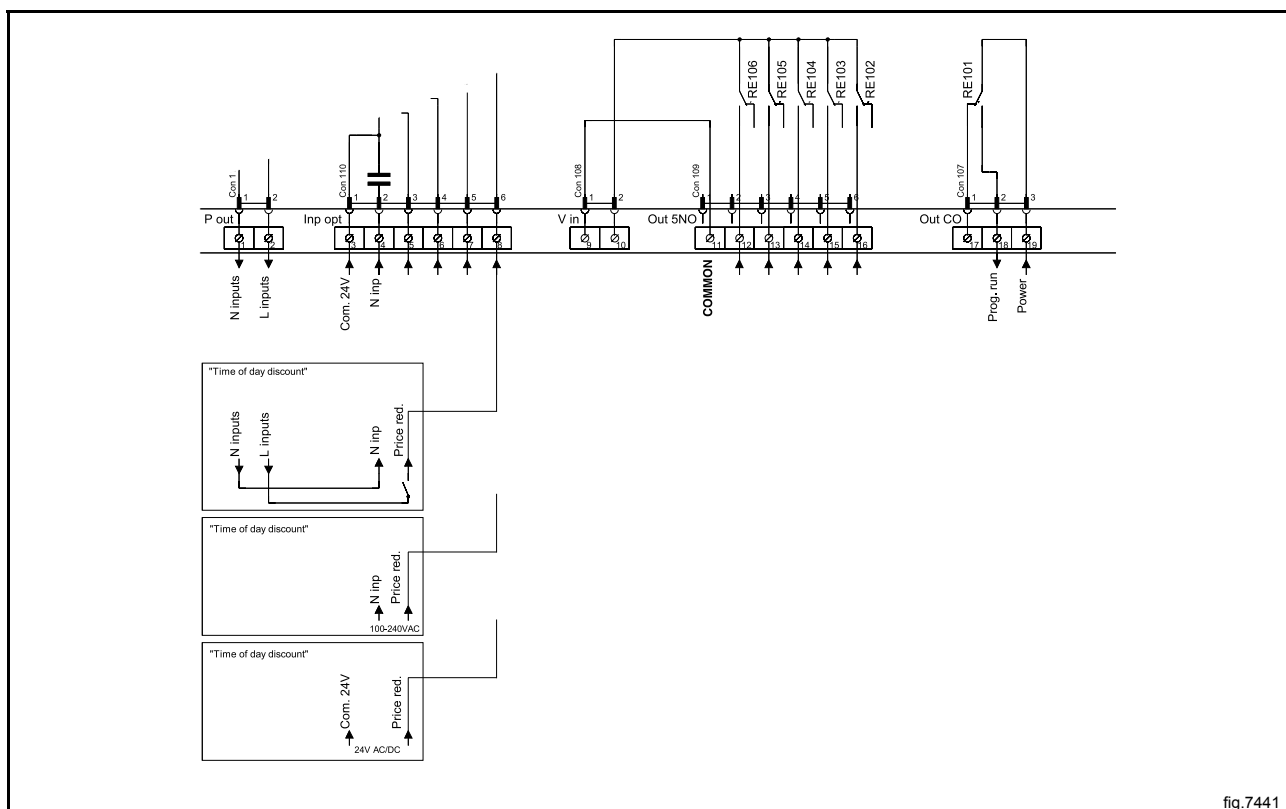 RE106
RE105
RE104
RE103
RE102
RE101
Con 1
1
2
Con 110
1
2
3
4
5
6
Con 108
1
2
Con 109
1
2
3
4
5
6
Con 107
1
2
3
P out
Inp opt
V in
Out 5NO
Out CO
1
2
3
4
5
6
7
8
9
10
11
12
13
14
15
16
17
18
19
N inputs
L inputs
Com. 24V
N inp
COMMON
Prog. run
Power
"Time of day discount"
N inputs
L inputs
N inp
Price red.
"Time of day discount"
N inp
Price red.
100-240VAC
"Time of day discount"
Com. 24V
Price red.
24V AC/DC
fig.7441